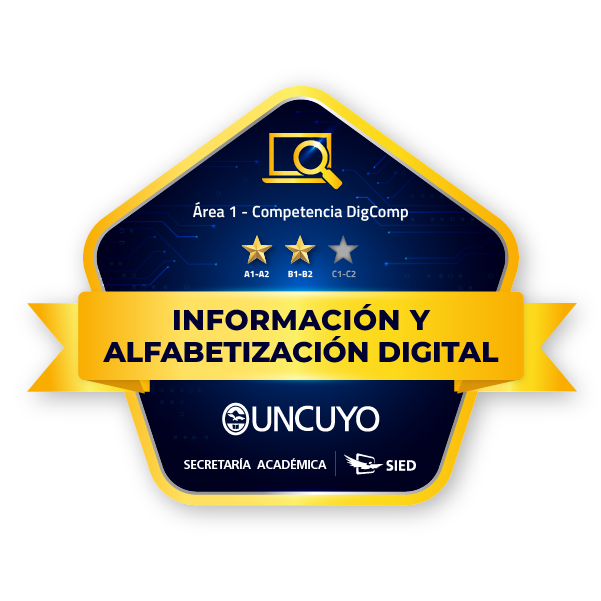 Área 1 - Competencia DigComp
A1-A2 B1-B2 C1-C2
INFORMACIÓN Y
ALFABETIZACIÓN DIGITAL
UNCUYO
SECRETARÍA ACADÉMICA SIED